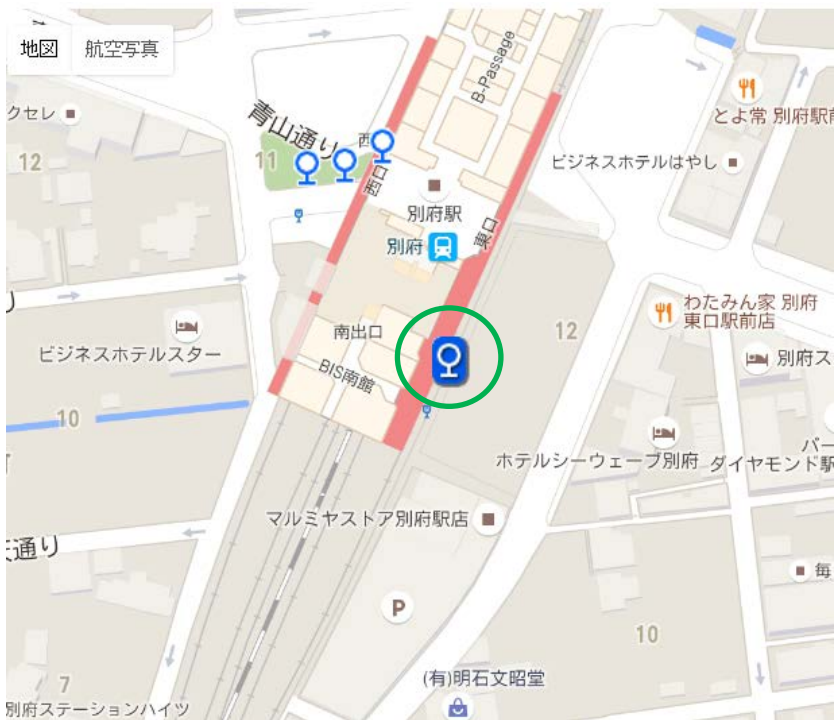 地図
航空写真
B-Passage
とよ常 別府駅前
クセレ
青山通り
西
12
11
西口
ビジネスホテルはやし
別府駅
別府
東口
わたみん家 別府
東口駅前店
南出口
12
ビジネスホテルスター
BIS南館
別府ス
10
パー
ホテルシーウェーブ別府
ダイヤモンド駅
マルミヤストア別府駅店
通り
毎
P
10
7
(有)明石文昭堂
別府ステーションハイツ